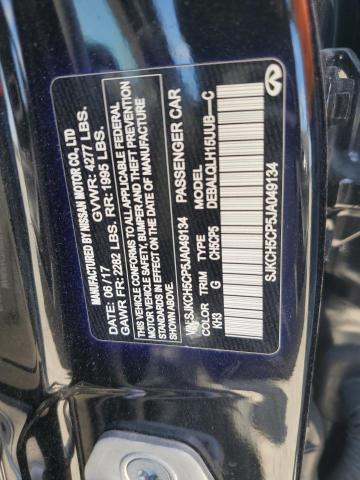 MFD BY NISSAN MOTOR CO., LTD
DATE: 06/17 GVWR: 4277 LBS.
GAWR FR: 2282 LBS. RR: 1995 LBS.
THIS VEHICLE CONFORMS TO ALL APPLICABLE FEDERAL
MOTOR VEHICLE SAFETY, BUMPER AND THEFT PREVENTION
STANDARDS IN EFFECT ON THE DATE OF MANUFACTURE
SHOWN ABOVE.
VIN-SJKCH5CP5JA049134 PASSENGER CAR
COLOR TRIM TYPE MODEL
KH3 G CH5CP5 DEBALQLH15UUB--C
SJKCH5CP5JA049134